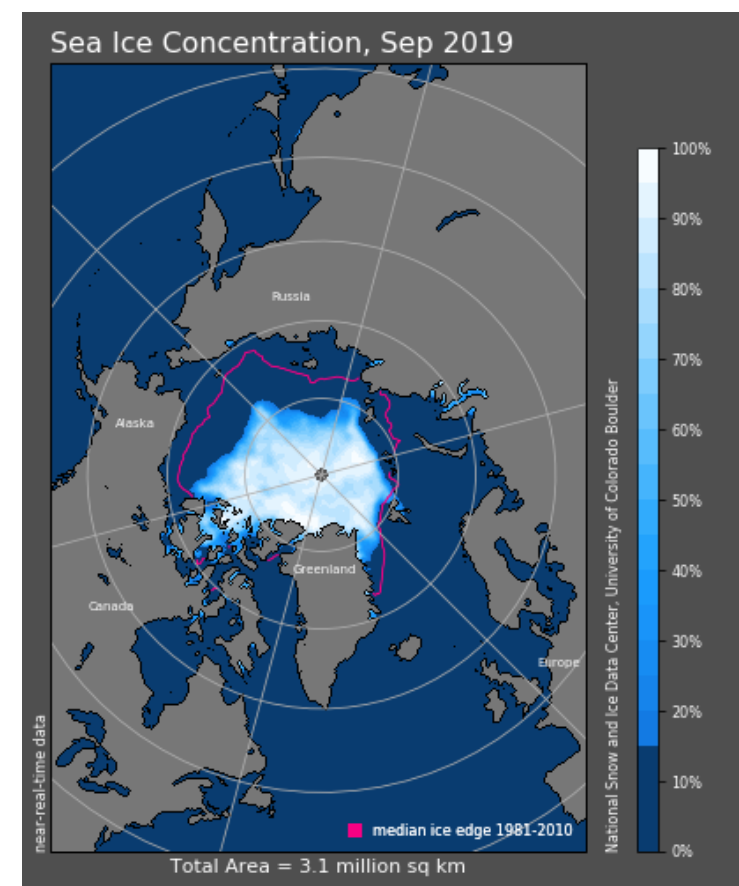 Sea Ice Concentration, Sep 2019
100%
90%
80%
70%
60%
50%
40%
30%
20%
10%
0%
Russia
Alaska
Greenland
Canada
Europe
near-real-time data
National Snow and Ice Data Center, University of Colorado Boulder
median ice edge 1981-2010
Total Area = 3.1 million sq km